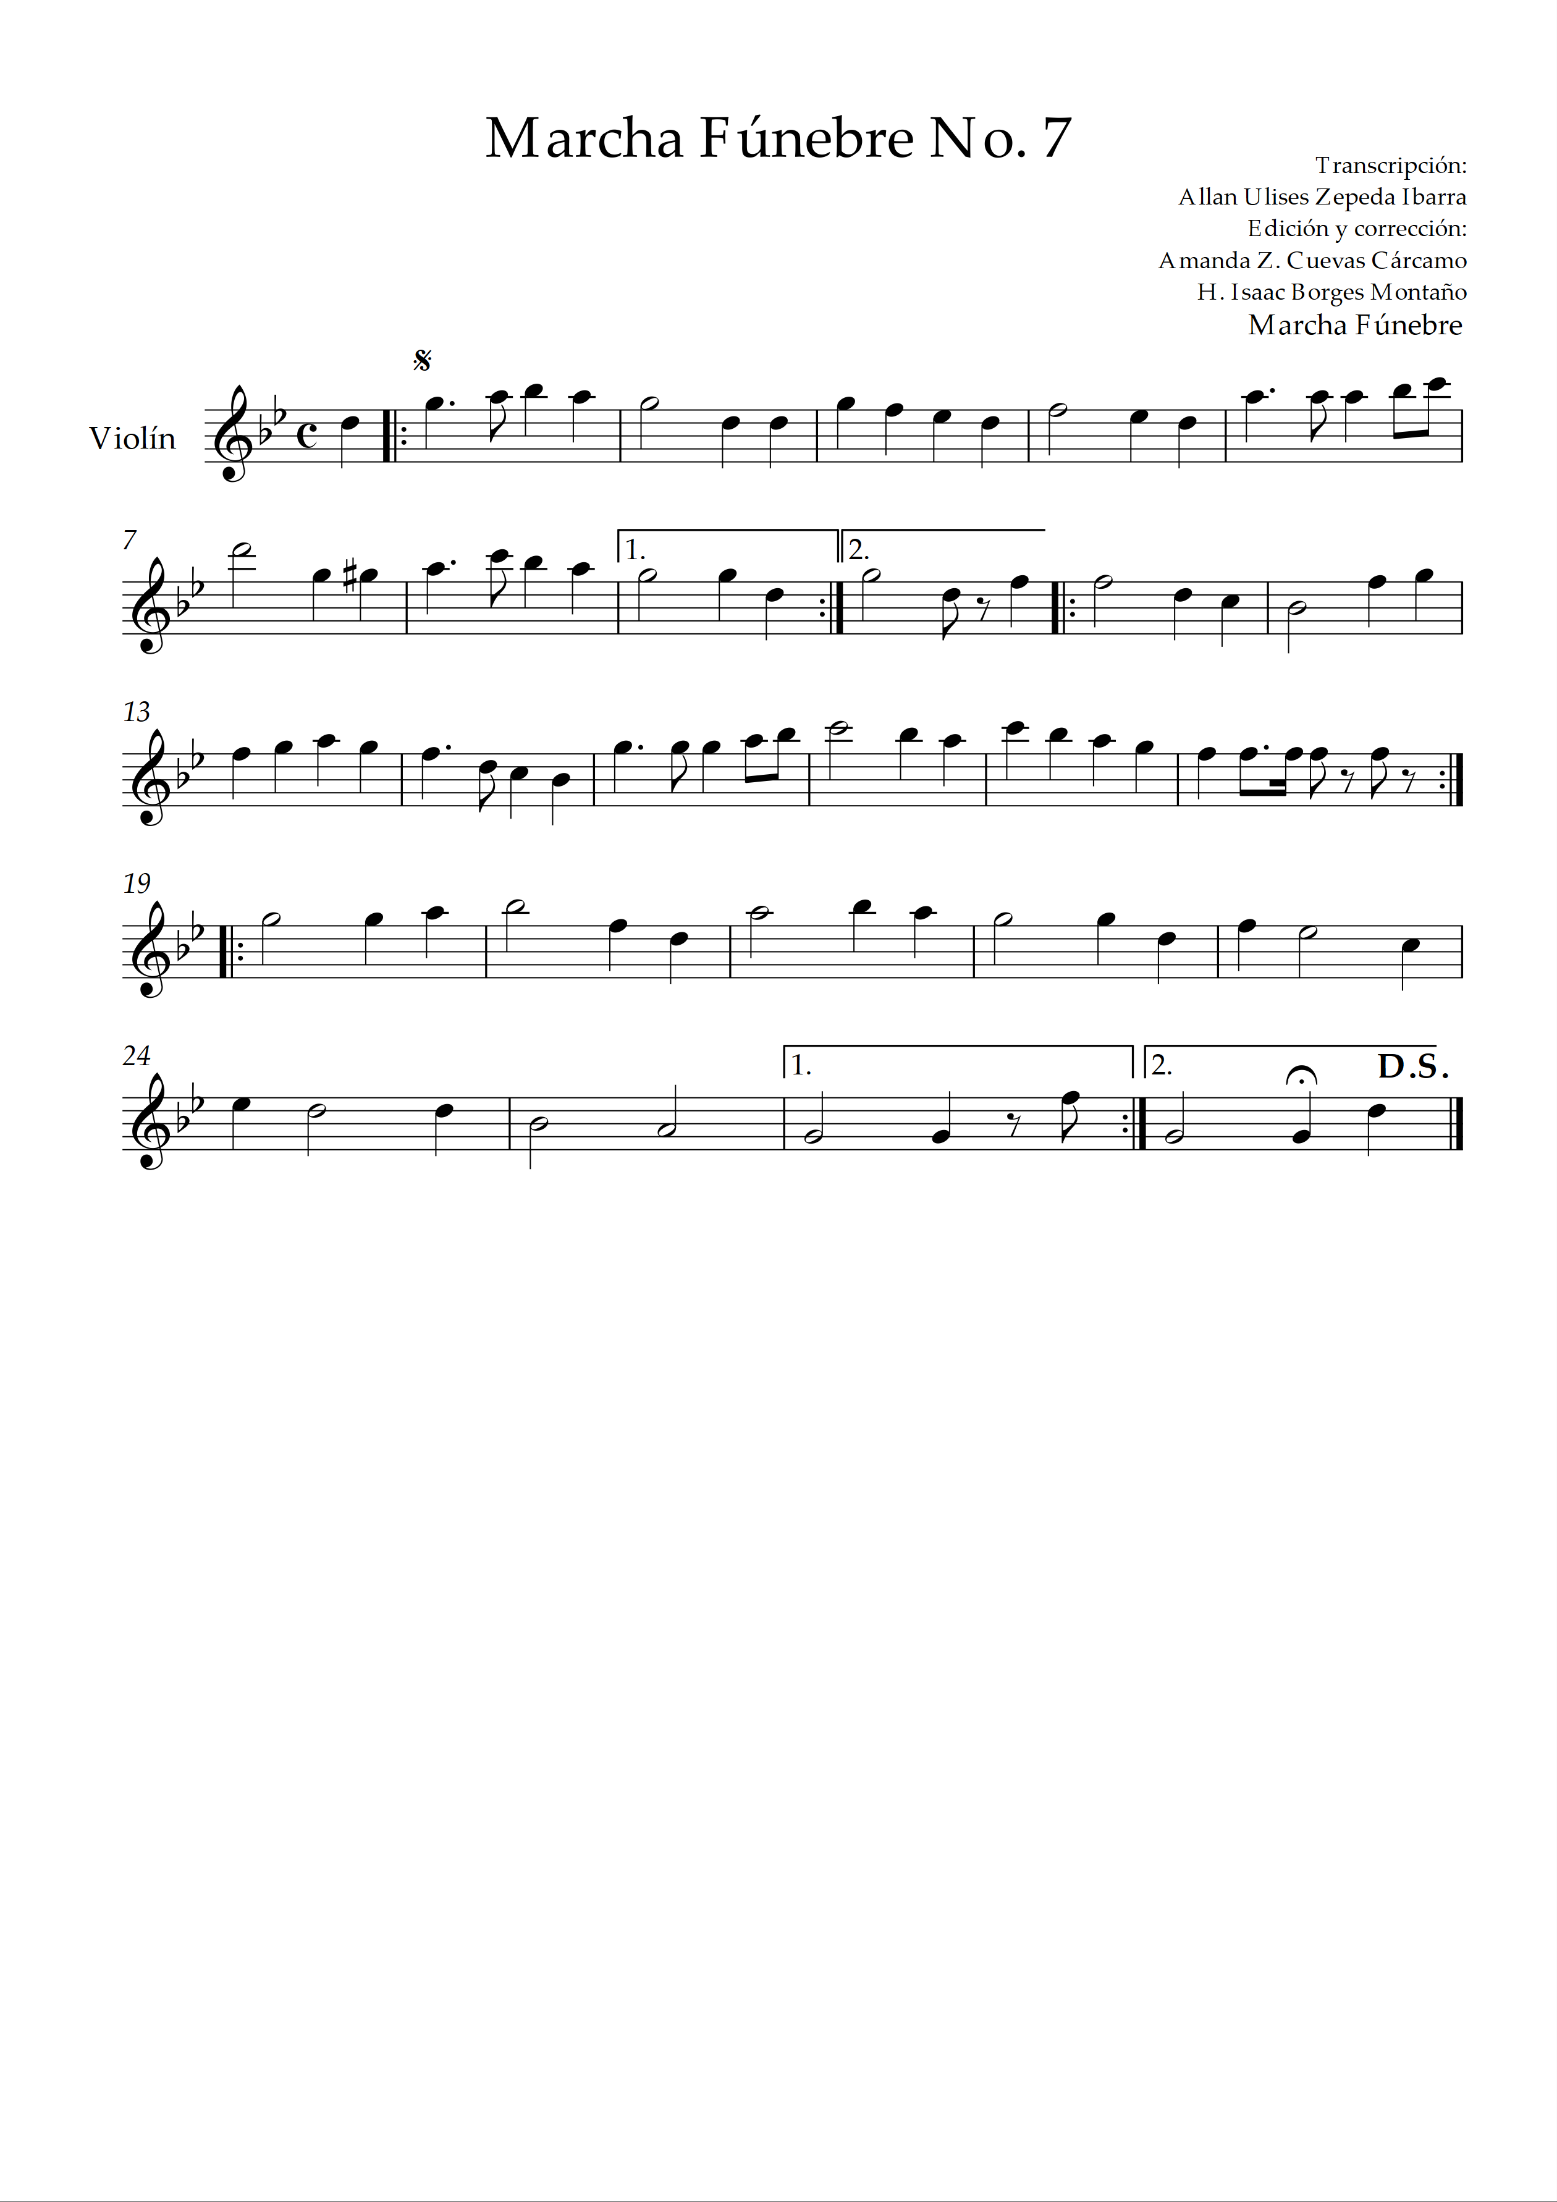 Marcha Fúnebre No. 7
Transcripción:
Allan Ulises Zepeda Ibarra
Edición y corrección:
Amanda Z. Cuevas Cárcamo
H. Isaac Borges Montaño
Marcha Fúnebre
Violín
7
1.
2.
13
19
24
1.
2.
D.S.